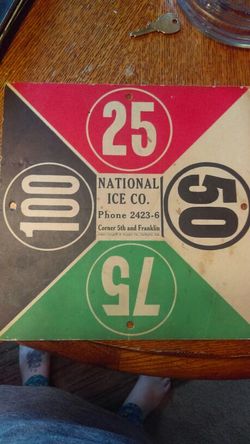 25
NATIONAL
ICE CO.
Phone 2423-6
Corner 5th and Franklin
100
50
75